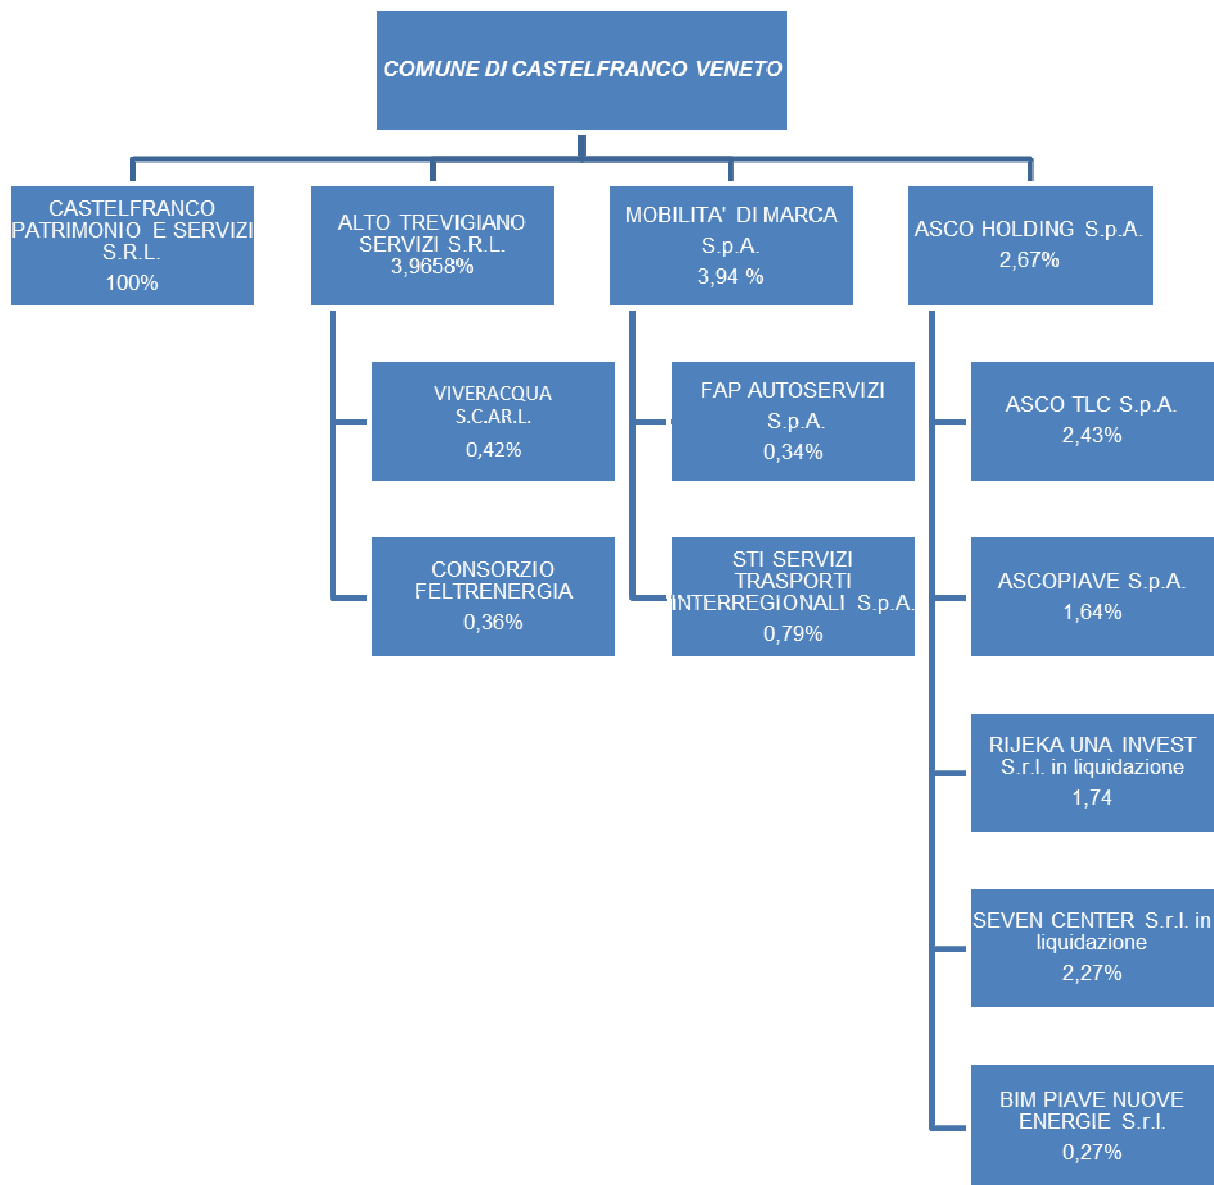 COMUNE DI CASTELFRANCO VENETO
CASTELFRANCO
PATRIMONIO E SERVIZI
S.R.L.
100%
ALTO TREVIGIANO
SERVIZI S.R.L.
3,9658%
MOBILITA' DI MARCA
S.p.A.
3,94 %
ASCO HOLDING S.p.A.
2,67%
VIVERACQUA
S.C.AR.L.
0,42%
CONSORZIO
FELTRENERGIA
0,36%
FAP AUTOSERVIZI
S.p.A.
0,34%
STI SERVIZI
TRASPORTI
INTERREGIONALI S.p.A.
0,79%
ASCO TLC S.p.A.
2,43%
ASCOPIAVE S.p.A.
1,64%
RIJEKA UNA INVEST
S.r.l. in liquidazione
1,74
SEVEN CENTER S.r.l. in
liquidazione
2,27%
BIM PIAVE NUOVE
ENERGIE S.r.l.
0,27%